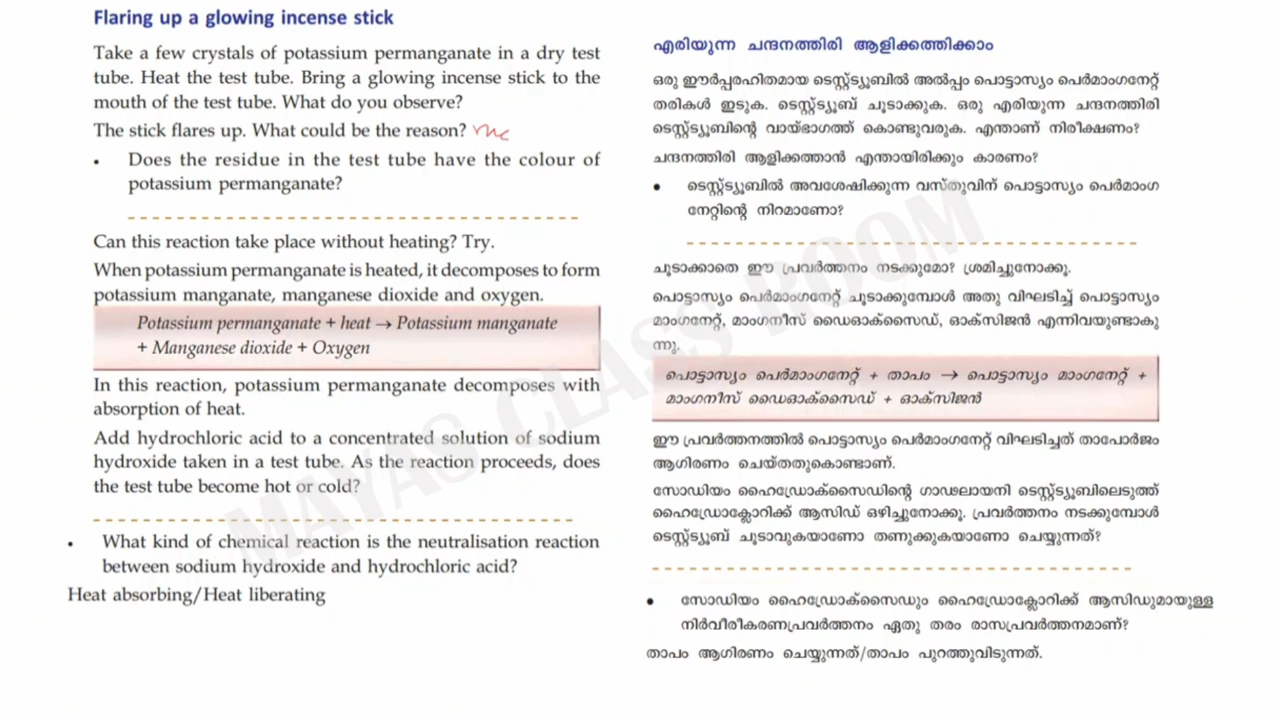 Flaring up a glowing incense stick
Take a few crystals of potassium permanganate in a dry test
tube. Heat the test tube. Bring a glowing incense stick to the
mouth of the test tube. What do you observe?
The stick flares up. What could be the reason?
• Does the residue in the test tube have the colour of
potassium permanganate?
Can this reaction take place without heating? Try.
When potassium permanganate is heated, it decomposes to form
potassium manganate, manganese dioxide and oxygen.
Potassium permanganate + heat → Potassium manganate
+ Manganese dioxide + Oxygen
In this reaction, potassium permanganate decomposes with
absorption of heat.
Add hydrochloric acid to a concentrated solution of sodium
hydroxide taken in a test tube. As the reaction proceeds, does
the test tube become hot or cold?
• What kind of chemical reaction is the neutralisation reaction
between sodium hydroxide and hydrochloric acid?
Heat absorbing/Heat liberating
എരിയുന്ന ചന്ദനത്തിരി ആളിക്കത്തിക്കാം
ഒരു ഈർപ്പരഹിതമായ ടെസ്റ്റ്ട്യൂബിൽ അൽപ്പം പൊട്ടാസ്യം പെർമാംഗനേറ്റ്
തരികൾ ഇടുക. ടെസ്റ്റ്ട്യൂബ് ചൂടാക്കുക. ഒരു എരിയുന്ന ചന്ദനത്തിരി
ടെസ്റ്റ്ട്യൂബിന്റെ വായ്ഭാഗത്ത് കൊണ്ടുവരുക. എന്താണ് നിരീക്ഷണം?
ചന്ദനത്തിരി ആളിക്കത്താൻ എന്തായിരിക്കും കാരണം?
• ടെസ്റ്റ്ട്യൂബിൽ അവശേഷിക്കുന്ന വസ്തുവിന് പൊട്ടാസ്യം പെർമാംഗ
നേറ്റിന്റെ നിറമാണോ?
ചൂടാക്കാതെ ഈ പ്രവർത്തനം നടക്കുമോ? ശ്രമിച്ചുനോക്കൂ.
പൊട്ടാസ്യം പെർമാംഗനേറ്റ് ചൂടാക്കുമ്പോൾ അതു വിഘടിച്ച് പൊട്ടാസ്യം
മാംഗനേറ്റ്, മാംഗനീസ് ഡൈഓക്സൈഡ്, ഓക്സിജൻ എന്നിവയുണ്ടാകു
ന്നു.
പൊട്ടാസ്യം പെർമാംഗനേറ്റ് + താപം → പൊട്ടാസ്യം മാംഗനേറ്റ് +
മാംഗനീസ് ഡൈഓക്സൈഡ് + ഓക്സിജൻ
ഈ പ്രവർത്തനത്തിൽ പൊട്ടാസ്യം പെർമാംഗനേറ്റ് വിഘടിച്ചത് താപോർജം
ആഗിരണം ചെയ്തതുകൊണ്ടാണ്.
സോഡിയം ഹൈഡ്രോക്സൈഡിന്റെ ഗാഢലായനി ടെസ്റ്റ്ട്യൂബിലെടുത്ത്
ഹൈഡ്രോക്ലോറിക്ക് ആസിഡ് ഒഴിച്ചുനോക്കൂ. പ്രവർത്തനം നടക്കുമ്പോൾ
ടെസ്റ്റ്ട്യൂബ് ചൂടാവുകയാണോ തണുക്കുകയാണോ ചെയ്യുന്നത്?
• സോഡിയം ഹൈഡ്രോക്സൈഡും ഹൈഡ്രോക്ലോറിക്ക് ആസിഡുമായുള്ള
നിർവീരീകരണപ്രവർത്തനം ഏതു തരം രാസപ്രവർത്തനമാണ്?
താപം ആഗിരണം ചെയ്യുന്നത്/താപം പുറത്തുവിടുന്നത്.
MAYAS CLASS ROOM